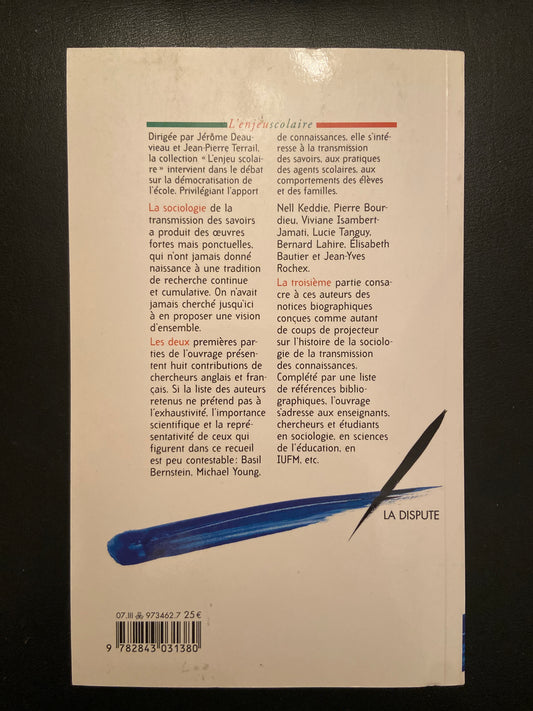 L'enjeu scolaire
Dirigée par Jérôme Deau-
vieau et Jean-Pierre Terrail,
la collection « L'enjeu scolai-
re » intervient dans le débat
sur la démocratisation de
l'école. Privilégiant l'apport
de connaissances, elle s'inté-
resse à la transmission
des savoirs, aux pratiques
des agents scolaires, aux
comportements des élèves
et des familles.
La sociologie de la
transmission des savoirs
a produit des œuvres
fortes mais ponctuelles,
qui n'ont jamais donné
naissance à une tradition
de recherche continue
et cumulative. On n'avait
jamais cherché jusqu'ici
à en proposer une vision
d'ensemble.
Les deux premières par-
ties de l'ouvrage présen-
tent huit contributions de
chercheurs anglais et fran-
çais. Si la liste des auteurs
retenus ne prétend pas à
l'exhaustivité, l'importance
scientifique et la repré-
sentativité de ceux qui
figurent dans ce recueil
est peu contestable : Basil
Bernstein, Michael Young,
Nell Keddie, Pierre Bour-
dieu, Viviane Isambert-
Jamati, Lucie Tanguy,
Bernard Lahire, Élisabeth
Bautier et Jean-Yves
Rochex.
La troisième partie consa-
cre à ces auteurs des
notices biographiques
conçues comme autant
de coups de projecteur
sur l'histoire de la sociolo-
gie de la transmission
des connaissances.
Complété par une liste
de références biblio-
graphiques, l'ouvrage
s'adresse aux enseignants,
chercheurs et étudiants
en sociologie, en sciences
de l'éducation, en
IUFM, etc.
LA DISPUTE
07.III 973462.7 25 €
9 782843 031380